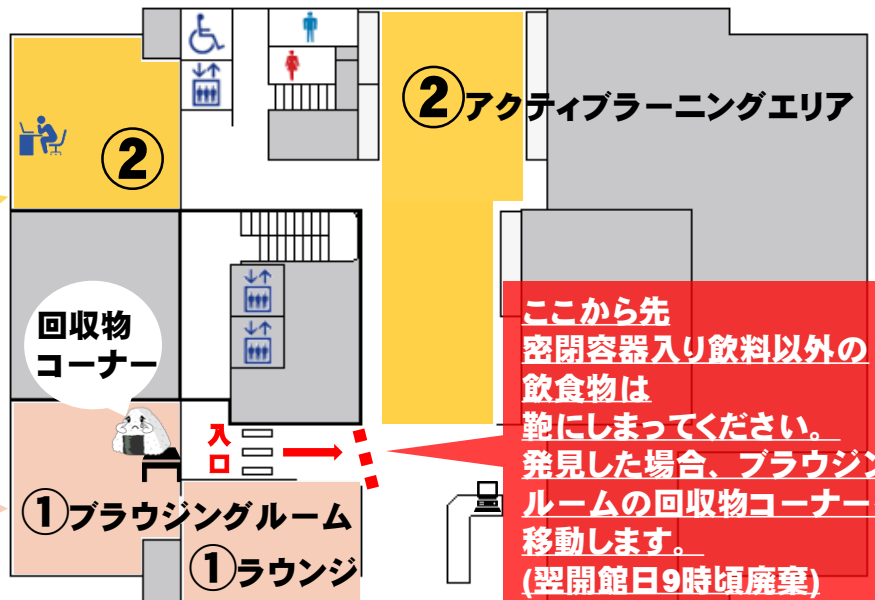 ②アクティブラーニングエリア
②
回収物
コーナー
入口
①ブラウジングルーム
①ラウンジ
ここから先
密閉容器入り飲料以外の
飲食物は
鞄にしまってください。
発見した場合、ブラウジン
ルームの回収物コーナー
移動します。
(翌開館日9時頃廃棄)